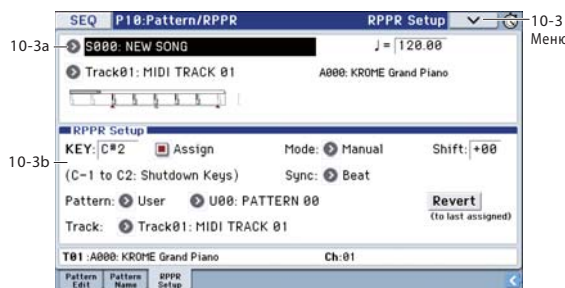 SEQ P10:Pattern/RPPR RPPR Setup
10-3
Меню
10-3a
S000: NEW SONG ♩= 120.00
Track01: MIDI TRACK 01 A000: KROME Grand Piano
RPPR Setup
10-3b
KEY: C#2 Assign Mode: Manual Shift: +00
(C-1 to C2: Shutdown Keys) Sync: Beat
Pattern: User U00: PATTERN 00 Revert
(to last assigned)
Track: Track01: MIDI TRACK 01
T01 :A000: KROME Grand Piano Ch:01
Pattern Edit Pattern Name RPPR Setup